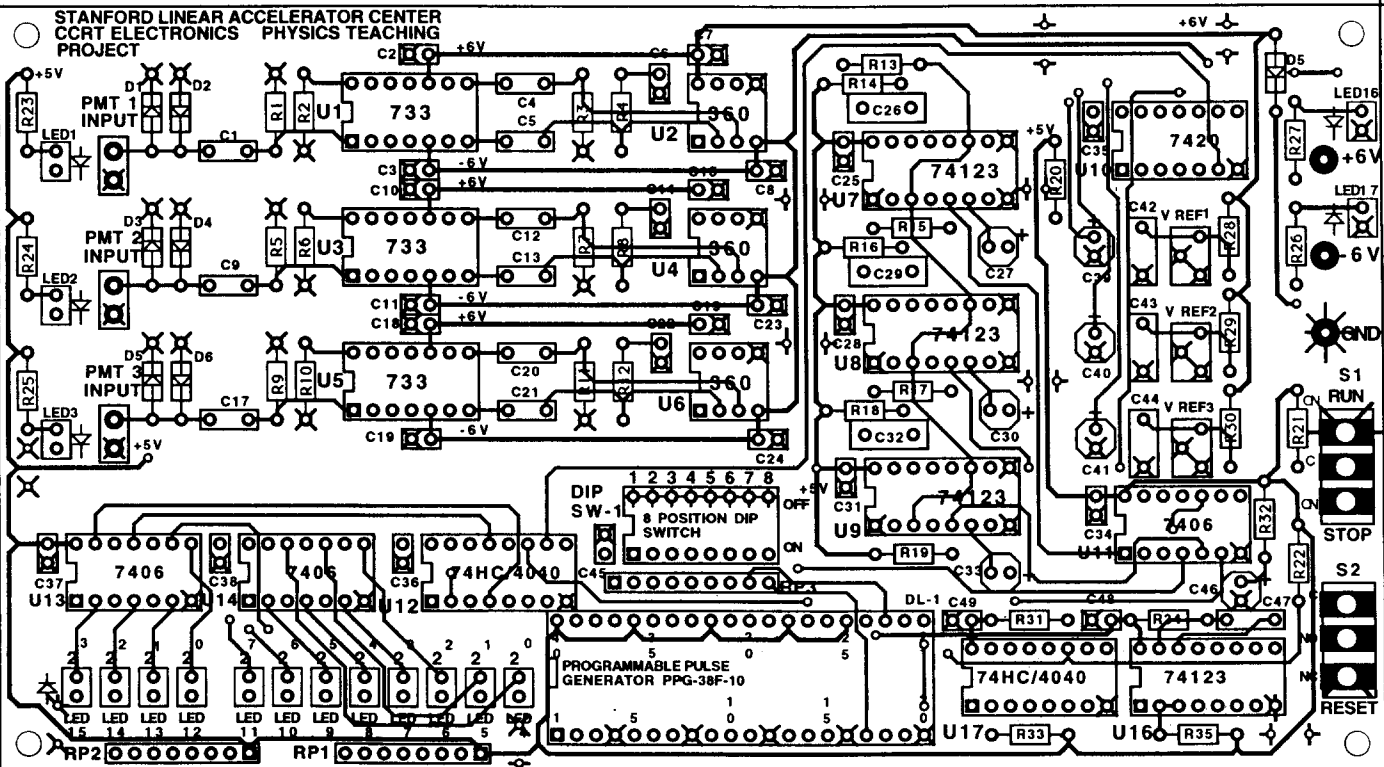 STANFORD LINEAR ACCELERATOR CENTER
CCRT ELECTRONICS PHYSICS TEACHING
PROJECT
+5V
R23
LED1
PMT 1
INPUT
D1
D2
C1
R1
R2
U1
733
C2
+6V
C3
-6V
C4
C5
R3
R4
C6
U2
360
C8
R24
LED2
PMT 2
INPUT
D3
D4
C9
R5
R6
U3
733
C10
+6V
C11
-6V
C12
C13
U4
360
C23
R25
LED3
PMT 3
INPUT
+5V
D5
D6
C17
R9
R10
U5
733
C18
+6V
C19
-6V
C20
C21
R12
U6
360
C24
R13
R14
C26
C25
U7
74123
R15
R16
C27
C29
C28
U8
74123
R17
R18
C30
C32
+5V
C31
U9
74123
R19
C33
+5V
R20
C35
U10
7420
+6V
D5
R27
LED16
+6V
LED17
R26
- 6 V
GND
C42
V REF1
R28
C43
V REF2
R29
C40
C44
V REF3
R30
C41
C34
U11
7406
R32
R21
R22
S1
RUN
CN
C
CN
STOP
S2
RESET
DIP
SW-1
1 2 3 4 5 6 7 8
OFF
8 POSITION DIP
SWITCH
ON
C45
C37
7406
U13
C38
7406
U14
C36
74HC/4040
U12
DL-1
PROGRAMMABLE PULSE
GENERATOR PPG-38F-10
C49
R31
C48
C46
C47
74HC/4040
U17
R33
74123
U16
R35
LED LED LED LED LED LED LED LED LED LED
15 14 13 12 11 10 9 8 7 6 5
RP2
RP1